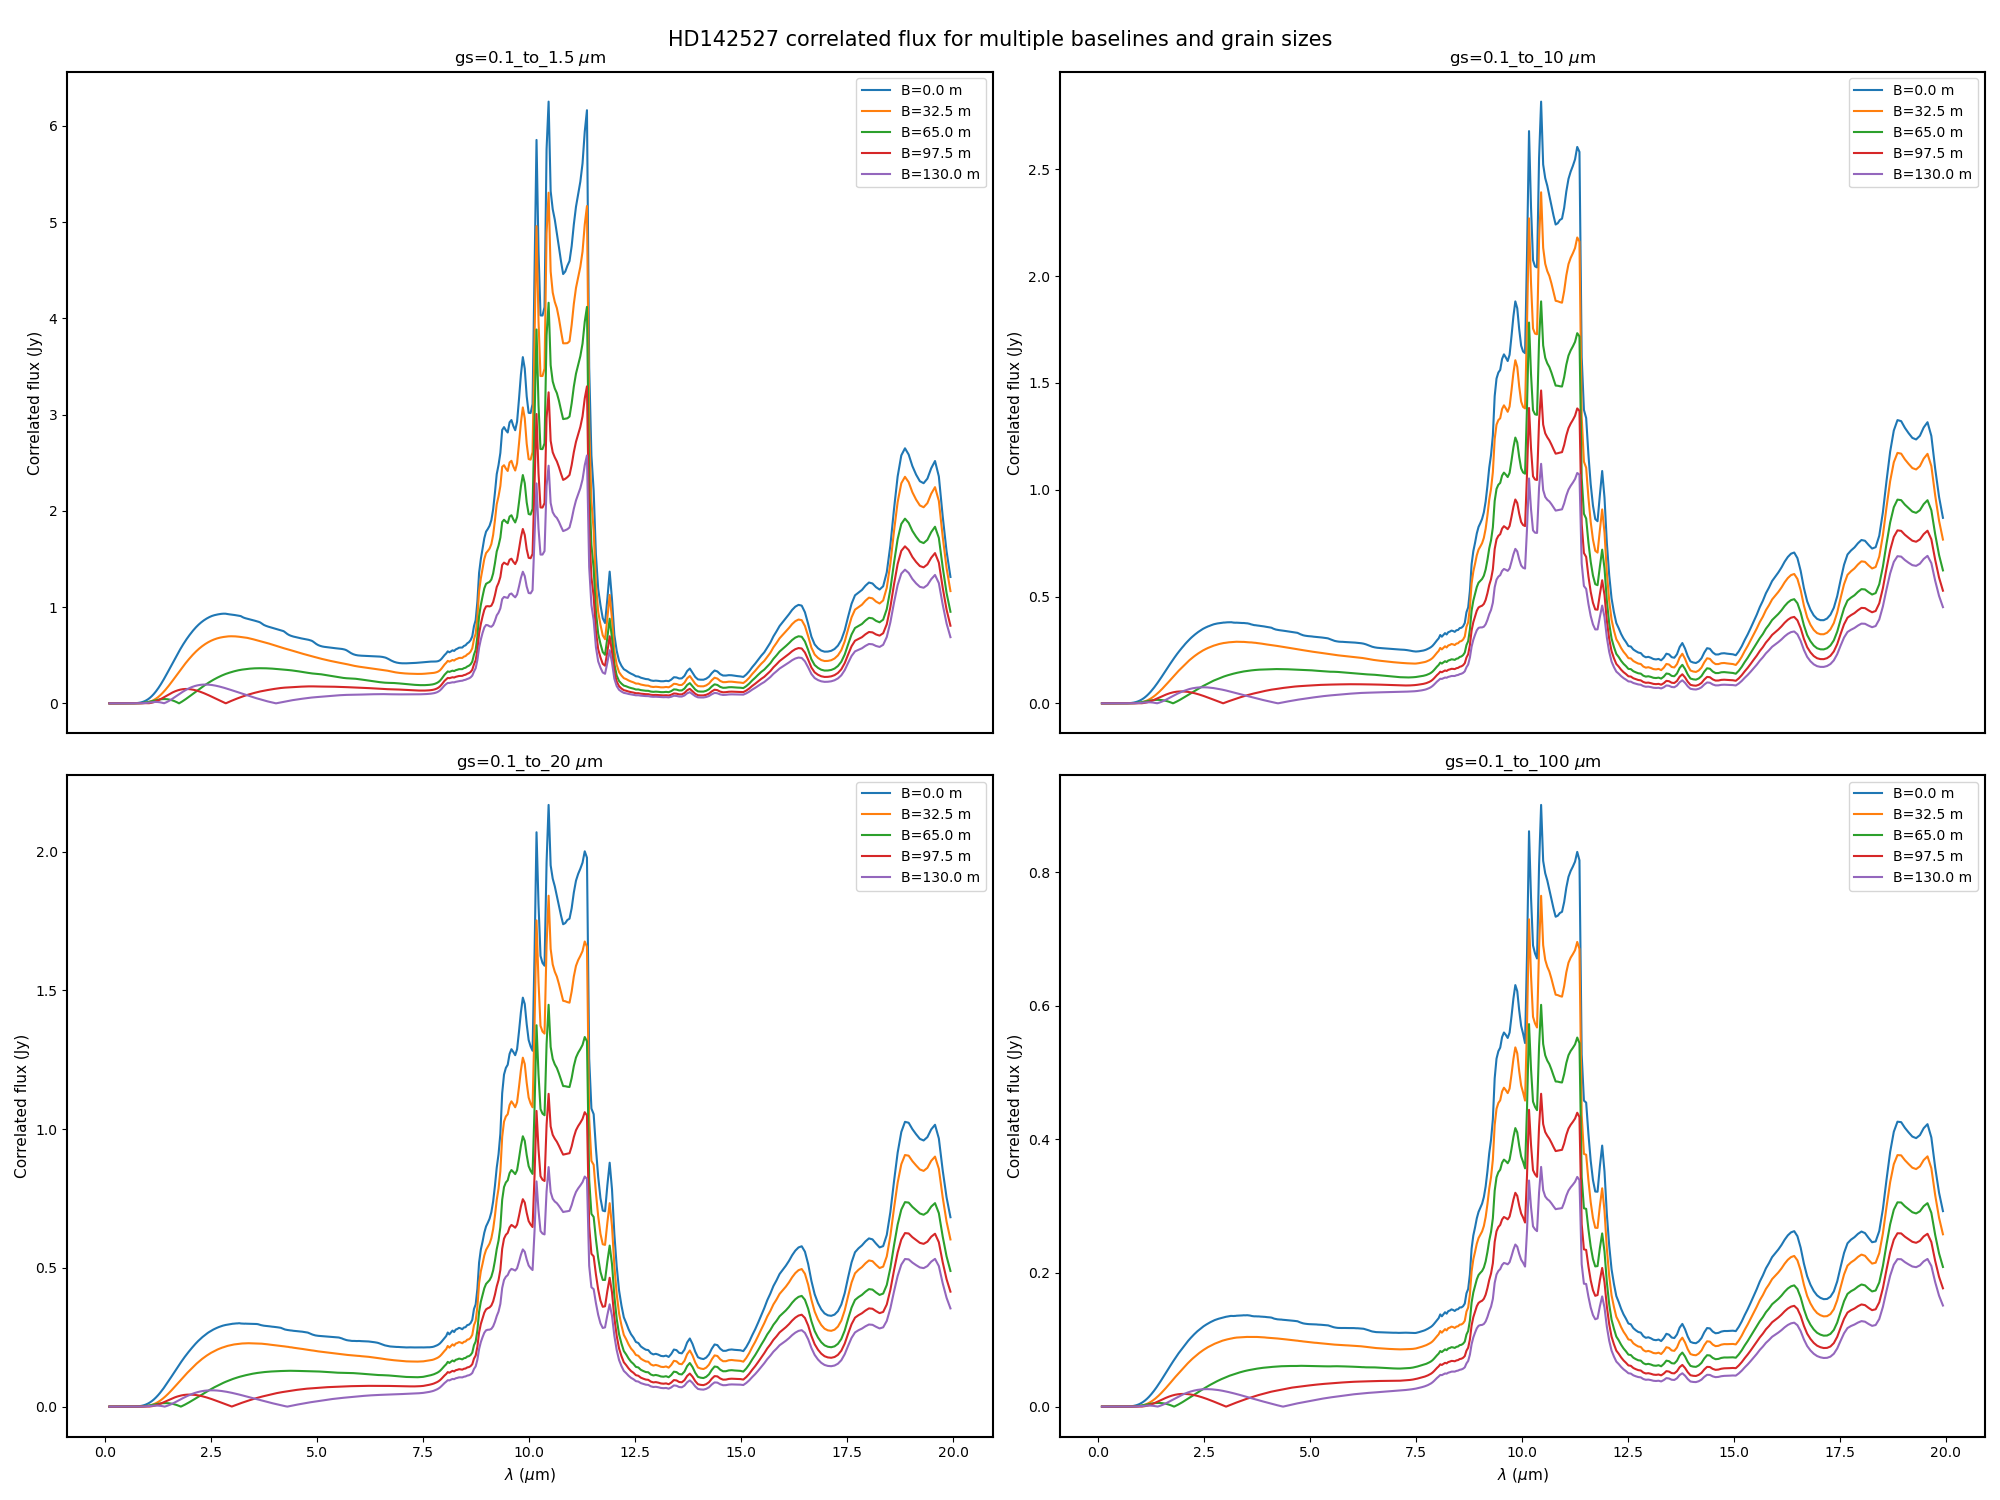 HD142527 correlated flux for multiple baselines and grain sizes
gs=0.1_to_1.5 μm
Correlated flux (Jy)
6
5
4
3
2
1
0
B=0.0 m
B=32.5 m
B=65.0 m
B=97.5 m
B=130.0 m
gs=0.1_to_10 μm
Correlated flux (Jy)
2.5
2.0
1.5
1.0
0.5
0.0
B=0.0 m
B=32.5 m
B=65.0 m
B=97.5 m
B=130.0 m
gs=0.1_to_20 μm
Correlated flux (Jy)
2.0
1.5
1.0
0.5
0.0
B=0.0 m
B=32.5 m
B=65.0 m
B=97.5 m
B=130.0 m
0.0 2.5 5.0 7.5 10.0 12.5 15.0 17.5 20.0
λ (μm)
gs=0.1_to_100 μm
Correlated flux (Jy)
0.8
0.6
0.4
0.2
0.0
B=0.0 m
B=32.5 m
B=65.0 m
B=97.5 m
B=130.0 m
0.0 2.5 5.0 7.5 10.0 12.5 15.0 17.5 20.0
λ (μm)